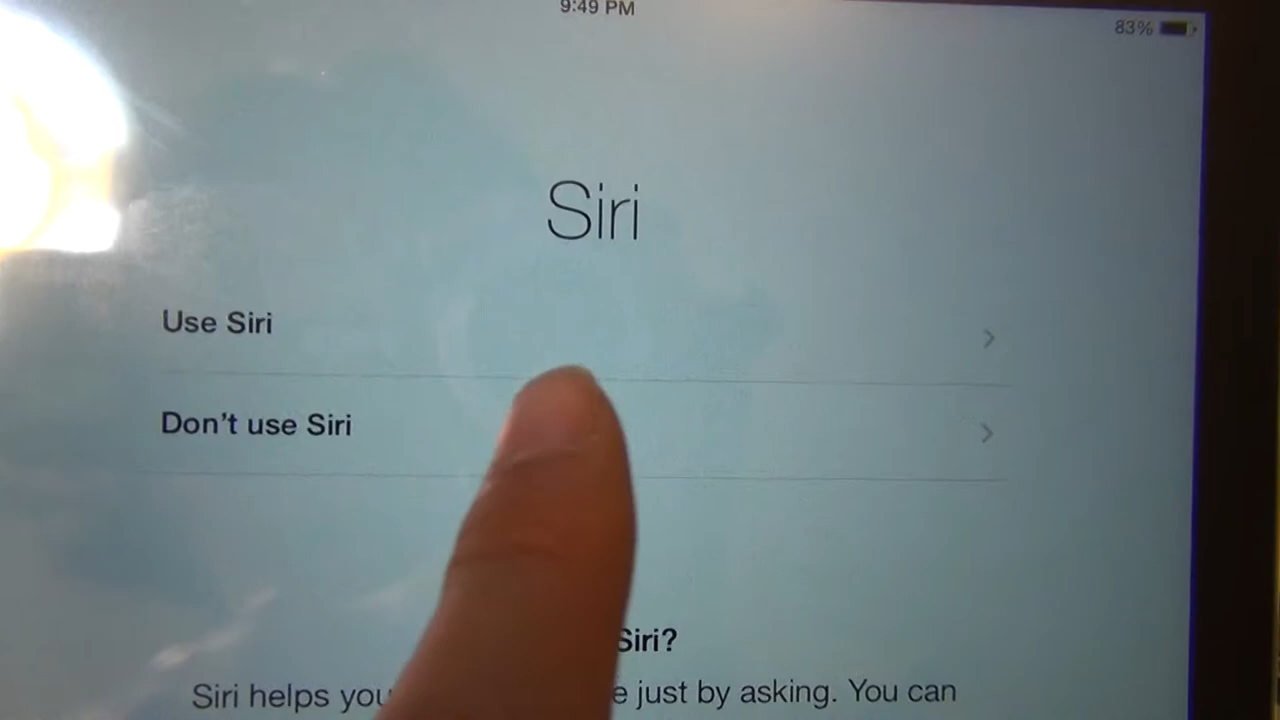 9:49 PM
83%
Siri
Use Siri
Don't use Siri
Siri?
Siri helps you just by asking. You can